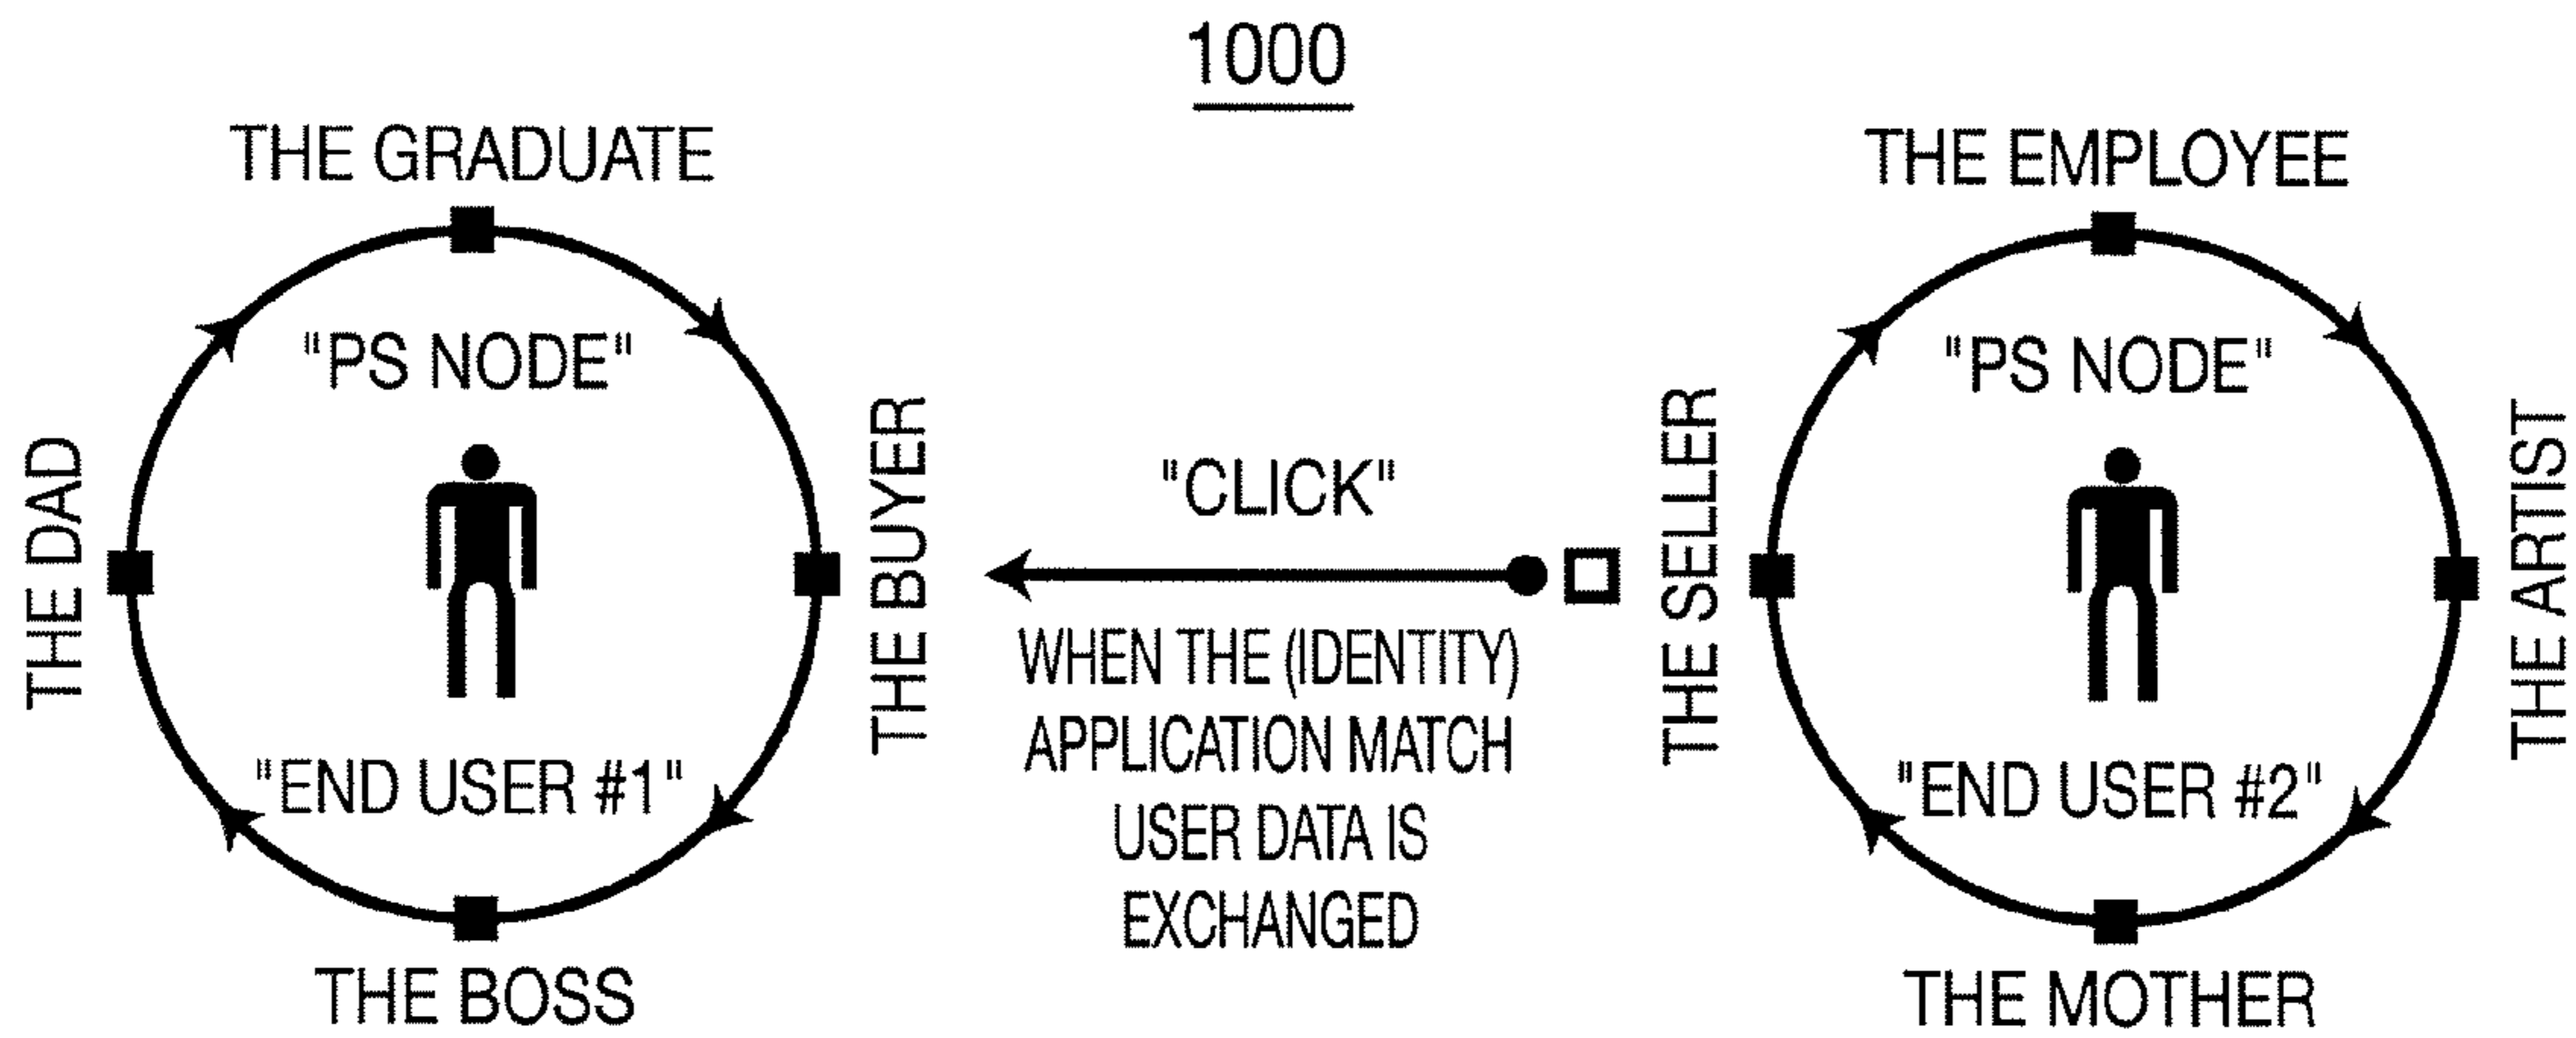 1000
THE GRADUATE
"PS NODE"
THE DAD
THE BUYER
"END USER #1"
THE BOSS
"CLICK"
WHEN THE (IDENTITY)
APPLICATION MATCH
USER DATA IS
EXCHANGED
THE EMPLOYEE
"PS NODE"
THE SELLER
THE ARTIST
"END USER #2"
THE MOTHER